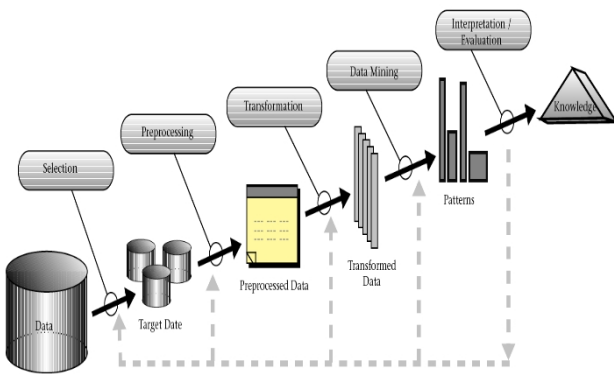 Interpretation /
Evaluation
Data Mining
Knowledge
Transformation
Preprocessing
Patterns
Selection
Transformed
Data
Preprocessed Data
Data
Target Date